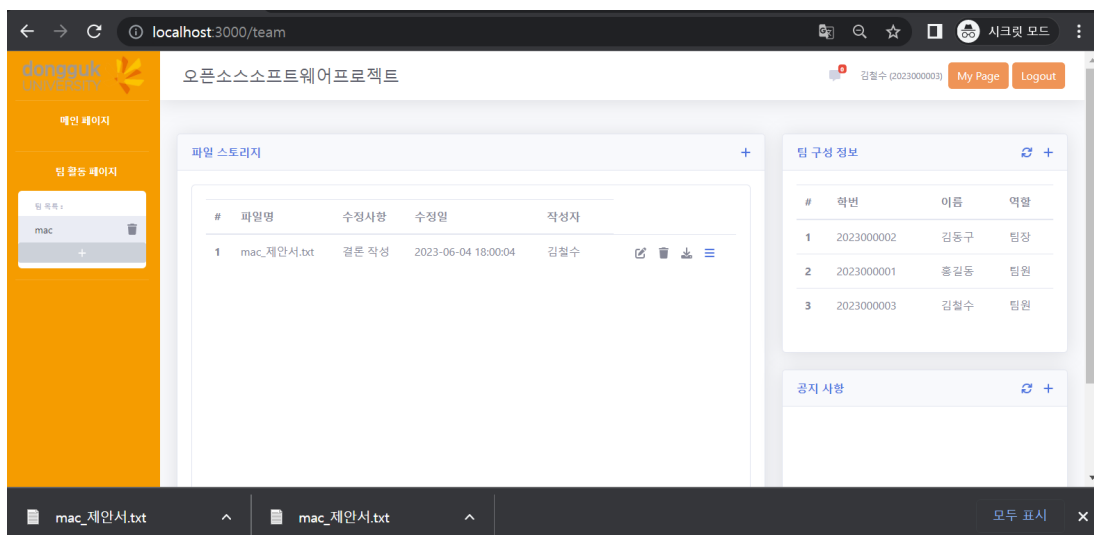 localhost:3000/team
시크릿 모드
dongguk
UNIVERSITY
오픈소스소프트웨어프로젝트
6
김철수 (2023000003)
My Page
Logout
메인 페이지
팀 활동 페이지
팀 목록 :
mac
+
파일 스토리지
+
# 파일명 수정사항 수정일 작성자
1 mac_제안서.txt 결론 작성 2023-06-04 18:00:04 김철수
팀 구성 정보
+
# 학번 이름 역할
1 2023000002 김동구 팀장
2 2023000001 홍길동 팀원
3 2023000003 김철수 팀원
공지 사항
+
mac_제안서.txt
mac_제안서.txt
모두 표시